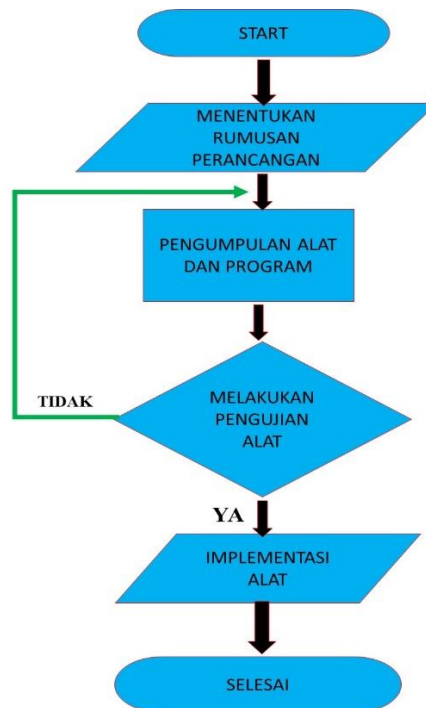 START
MENENTUKAN
RUMUSAN
PERANCANGAN
PENGUMPULAN ALAT
DAN PROGRAM
MELAKUKAN
PENGUJIAN
ALAT
TIDAK
YA
IMPLEMENTASI
ALAT
SELESAI